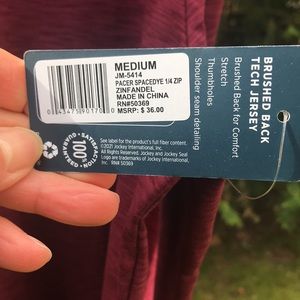 MEDIUM
JM-5414
PACER SPACEDYE 1/4 ZIP
ZINFANDEL
MADE IN CHINA
RN#50369
MSRP: $ 36.00
SATISFACTION
100%
GUARANTEED
See label for the product's full fiber content.
©2021 Jockey International, Inc.
All Rights Reserved. Jockey and Jockey Seal
Logo are trademarks of Jockey International, Inc.
RN 50369
BRUSHED BACK
TECH JERSEY
Brushed Back for Comfort
Stretch
Thumbholes
Shoulder seam detailing